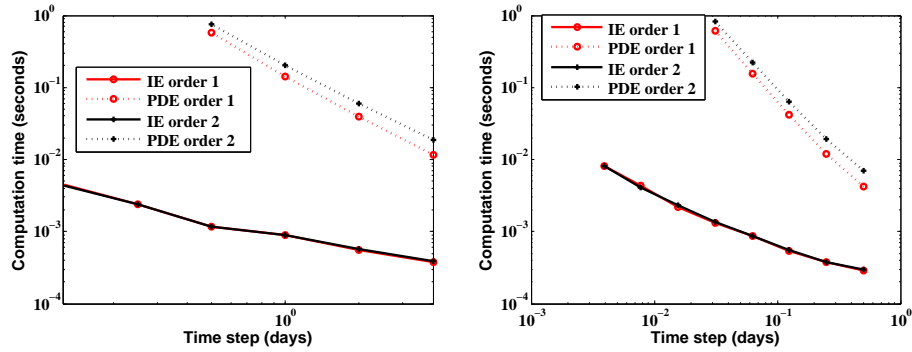 10^0
10^-1
10^-2
10^-3
10^-4
Computation time (seconds)
IE order 1
PDE order 1
IE order 2
PDE order 2
10^0
Time step (days)
10^0
10^-1
10^-2
10^-3
10^-4
Computation time (seconds)
IE order 1
PDE order 1
IE order 2
PDE order 2
10^-3
10^-2
10^-1
10^0
Time step (days)